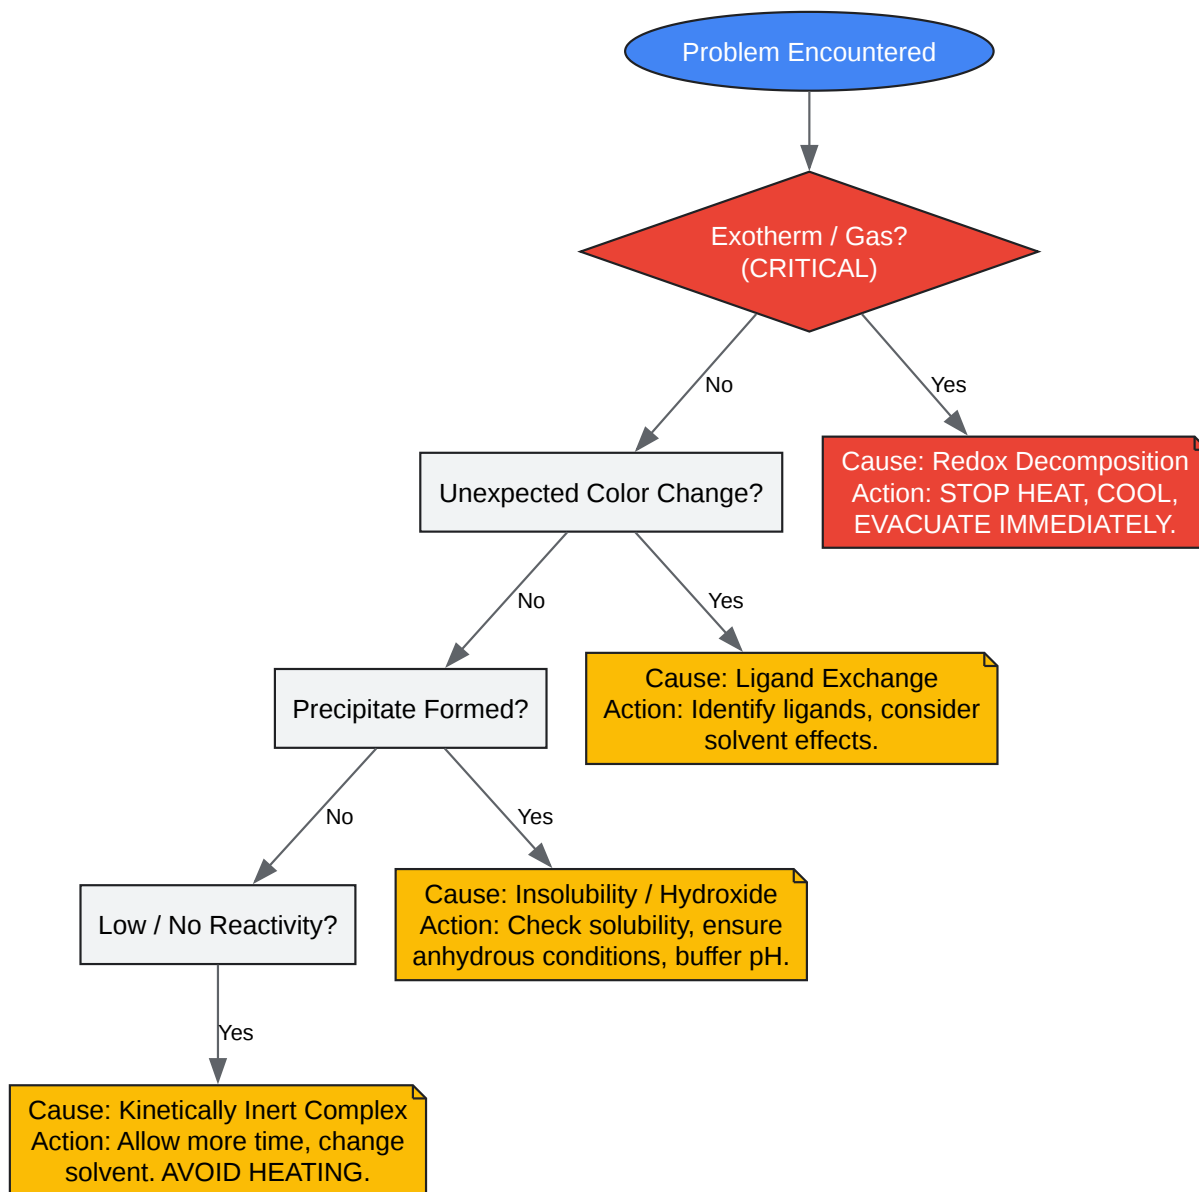 Problem Encountered
Exotherm / Gas?
(CRITICAL)
No
Yes
Cause: Redox Decomposition
Action: STOP HEAT, COOL,
EVACUATE IMMEDIATELY.
Unexpected Color Change?
No
Yes
Cause: Ligand Exchange
Action: Identify ligands, consider
solvent effects.
Precipitate Formed?
No
Yes
Cause: Insolubility / Hydroxide
Action: Check solubility, ensure
anhydrous conditions, buffer pH.
Low / No Reactivity?
Yes
Cause: Kinetically Inert Complex
Action: Allow more time, change
solvent. AVOID HEATING.